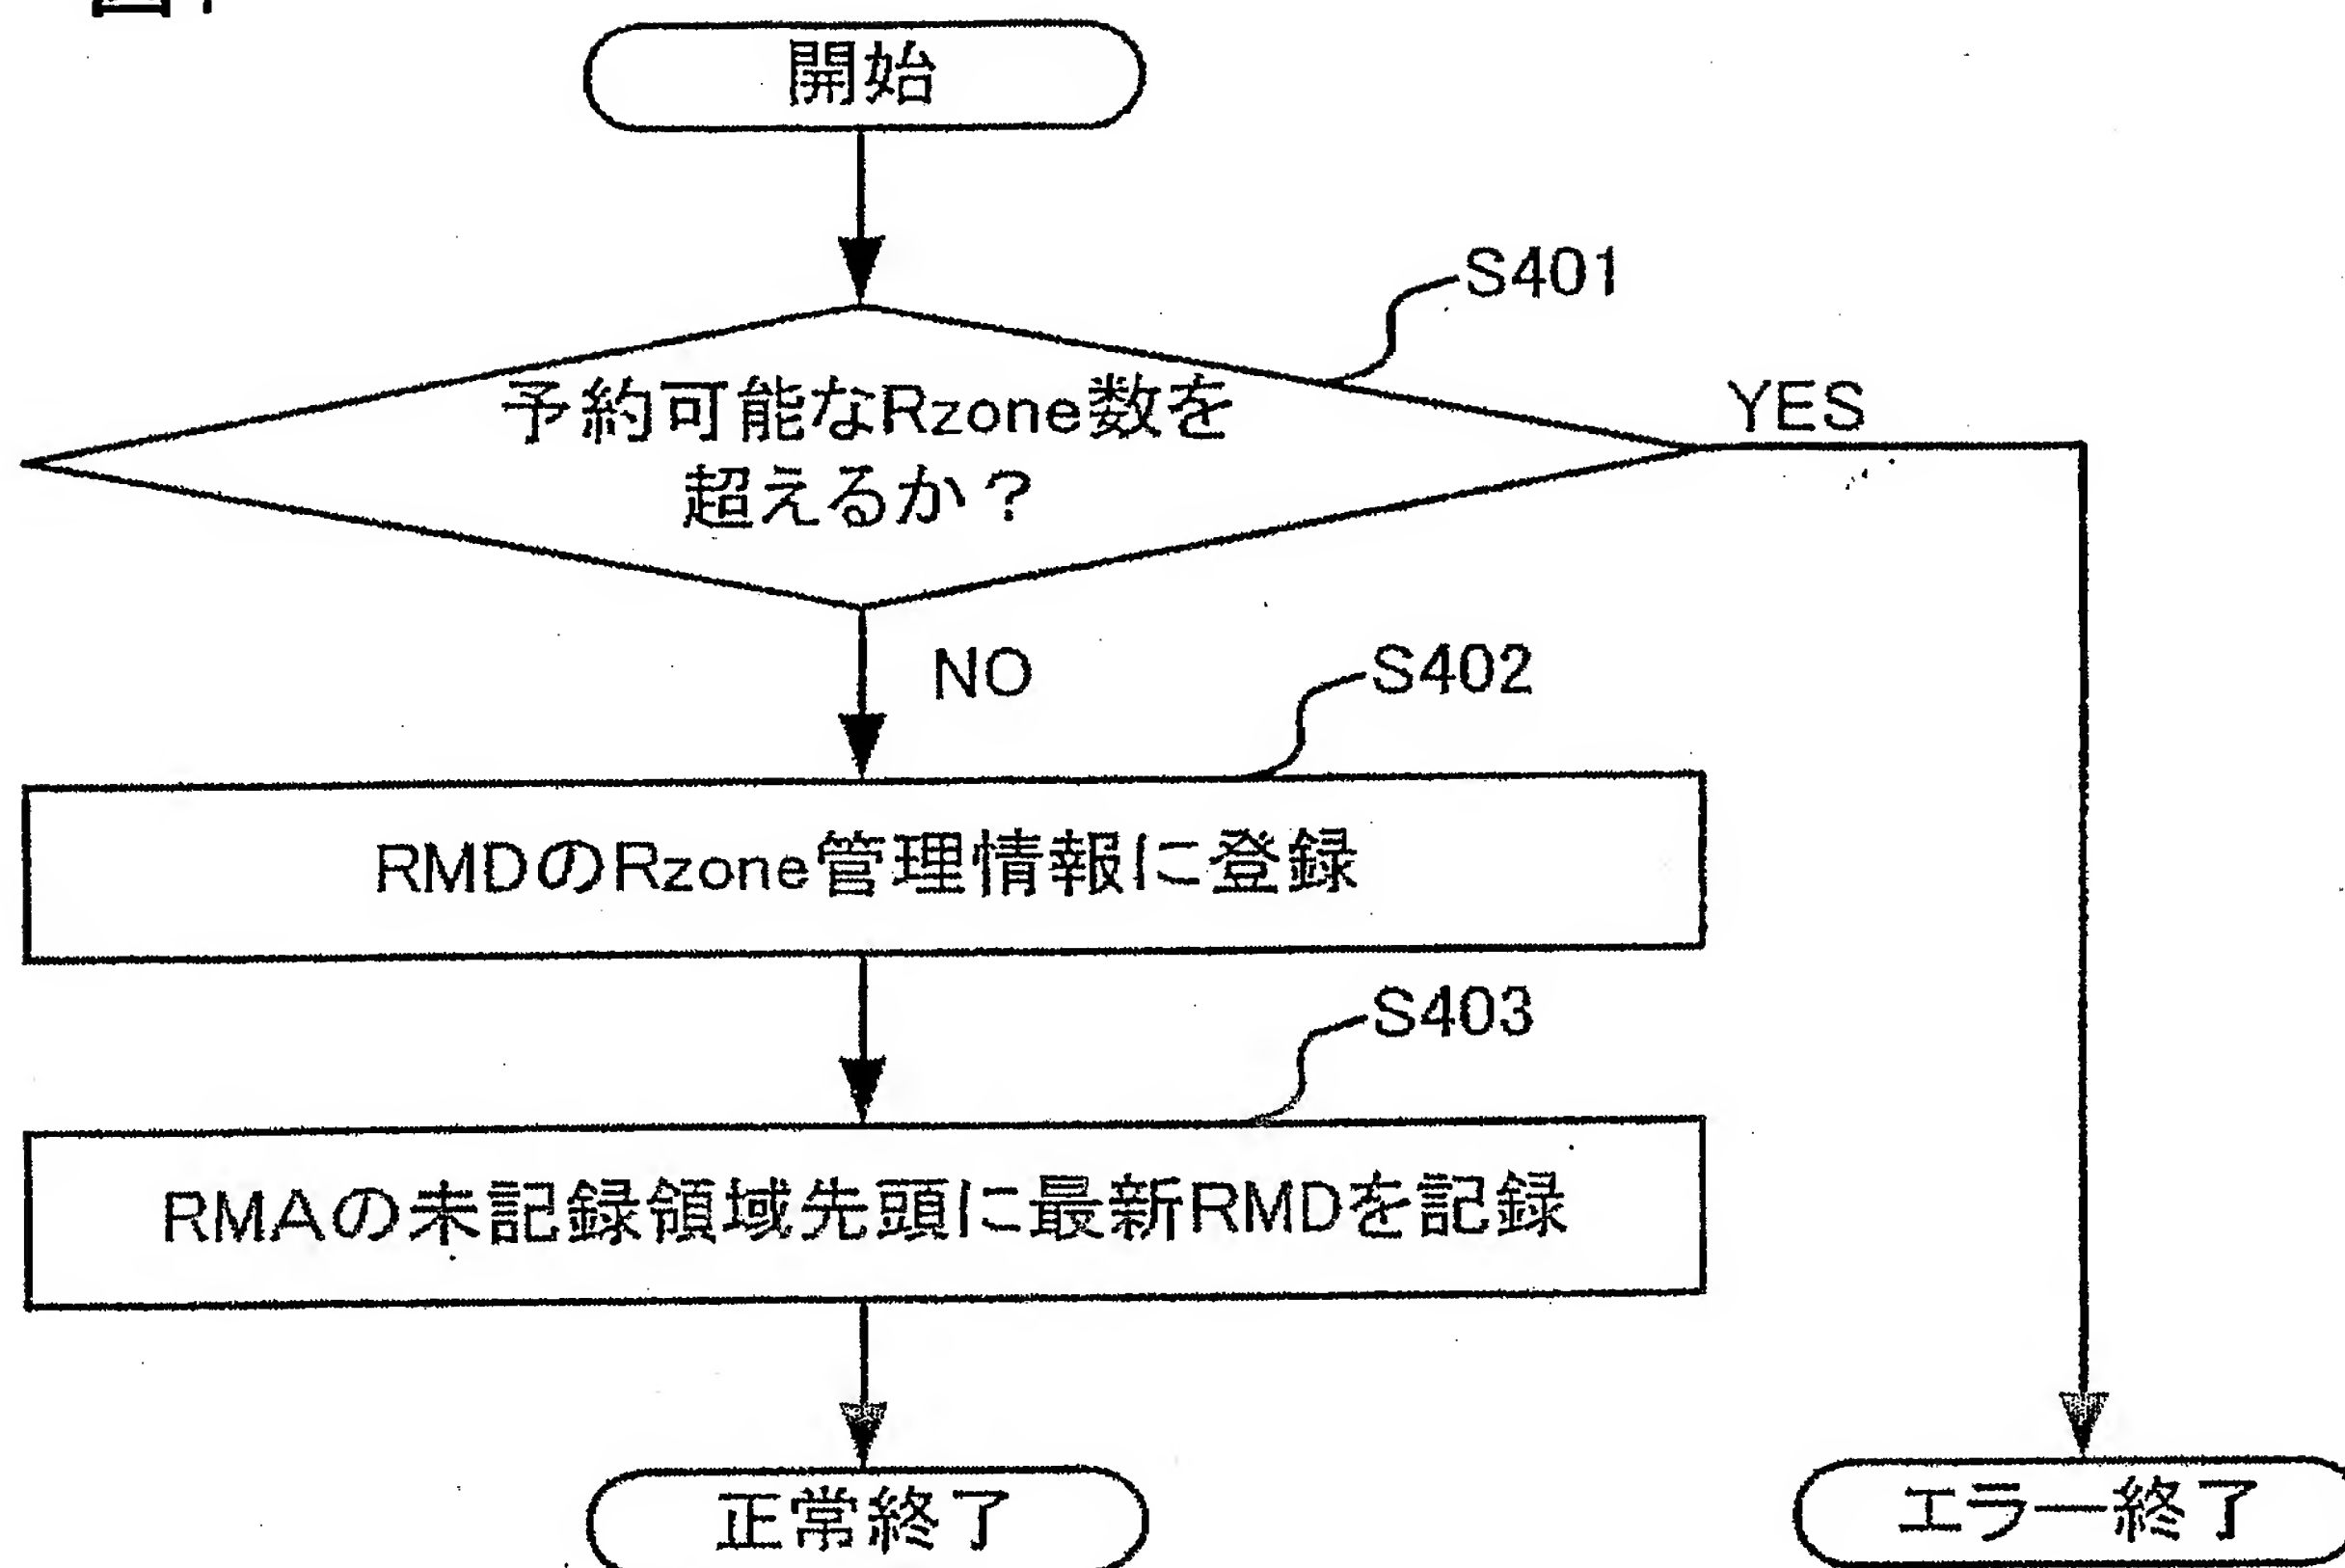 開始
S401
予約可能なRzone数を
超えるか？
YES
NO
S402
RMDのRzone管理情報に登録
S403
RMAの未記録領域先頭に最新RMDを記録
正常終了
エラー終了